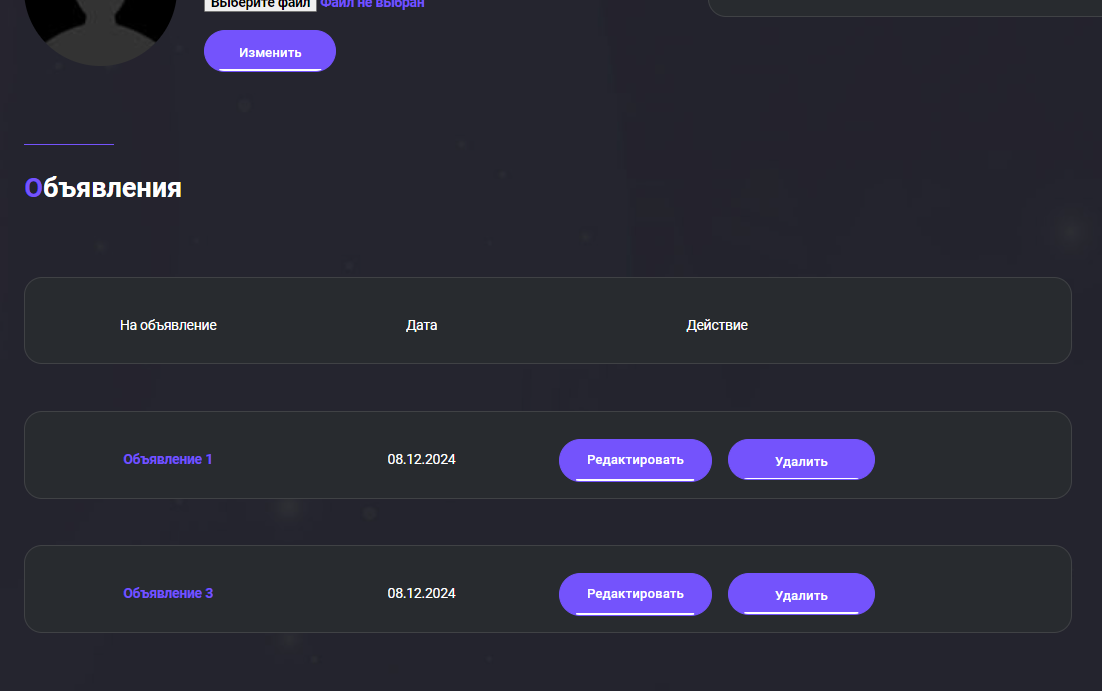 Выберите файл Файл не выбран
Изменить
Объявления
На объявление Дата Действие
Объявление 1 08.12.2024 Редактировать Удалить
Объявление 3 08.12.2024 Редактировать Удалить